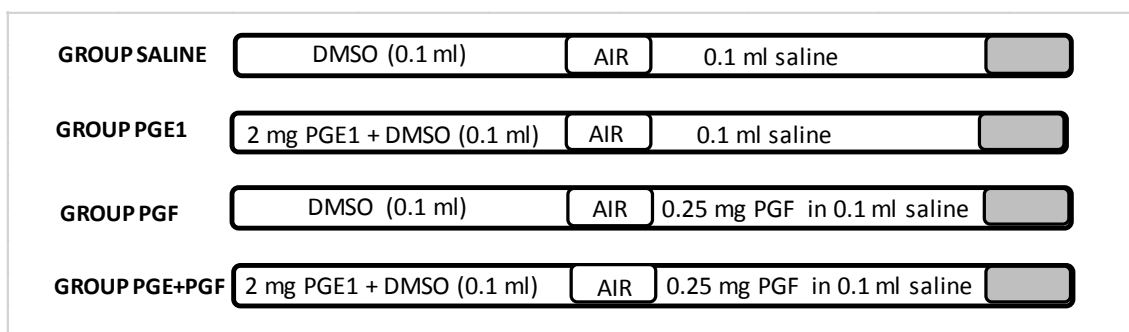 GROUP SALINE DMSO (0.1 ml) AIR 0.1 ml saline
GROUP PGE1 2 mg PGE1 + DMSO (0.1 ml) AIR 0.1 ml saline
GROUP PGF DMSO (0.1 ml) AIR 0.25 mg PGF in 0.1 ml saline
GROUP PGE+PGF 2 mg PGE1 + DMSO (0.1 ml) AIR 0.25 mg PGF in 0.1 ml saline